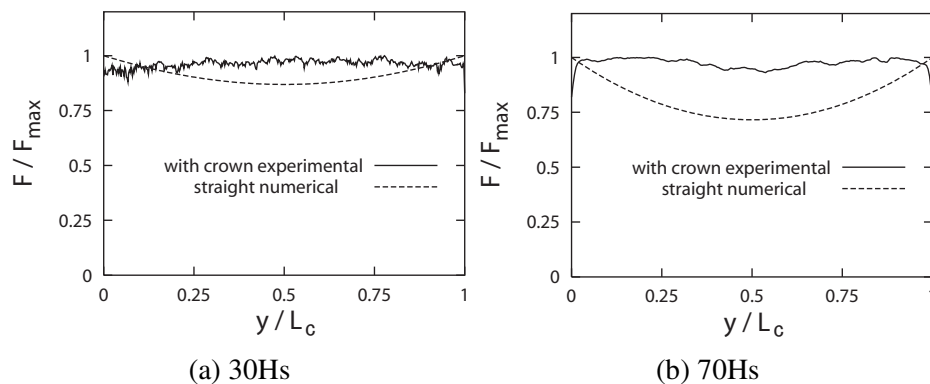 F / Fmax
1
0.75
0.5
0.25
0
with crown experimental
straight numerical
0 0.25 0.5 0.75 1
y / Lc
(a) 30Hs
F / Fmax
1
0.75
0.5
0.25
0
with crown experimental
straight numerical
0 0.25 0.5 0.75 1
y / Lc
(b) 70Hs